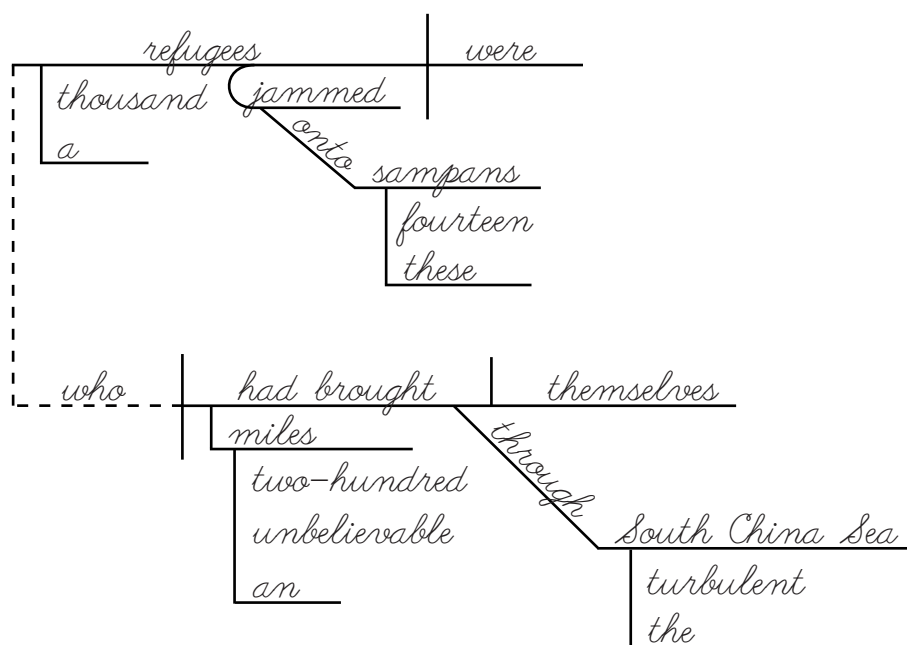 refugees were
thousand jammed
a onto
sampans
fourteen
these
who had brought themselves
miles through
two-hundred
unbelievable South China Sea
an turbulent
the